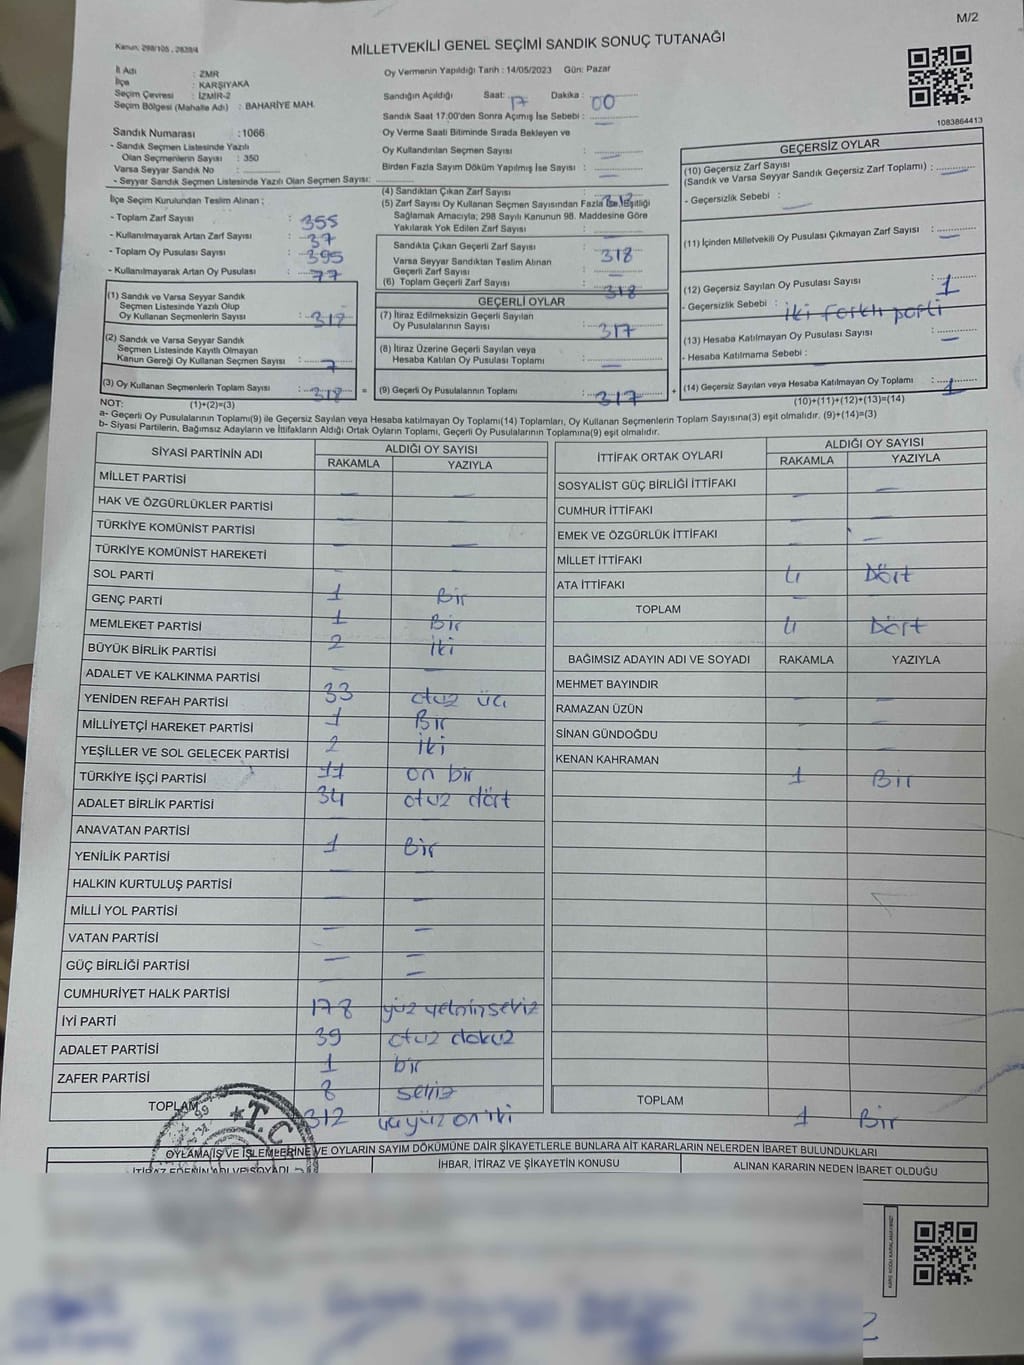 M/2
Kanun: 298/105 , 2839/4
MİLLETVEKİLİ GENEL SEÇİMİ SANDIK SONUÇ TUTANAĞI
İl Adı : İZMİR
İlçe : KARŞIYAKA
Seçim Çevresi : İZMİR-2
Seçim Bölgesi (Mahalle Adı) : BAHARİYE MAH.
Oy Vermenin Yapıldığı Tarih : 14/05/2023 Gün: Pazar
Sandığın Açıldığı Saat: 17 Dakika : 00
Sandık Saat 17:00'den Sonra Açımış İse Sebebi : —
Oy Verme Saati Bitiminde Sırada Bekleyen ve
Oy Kullandırılan Seçmen Sayısı : —
Birden Fazla Sayım Döküm Yapılmış İse Sayısı : —
1083864413
Sandık Numarası : 1066
- Sandık Seçmen Listesinde Yazılı
Olan Seçmenlerin Sayısı : 350
Varsa Seyyar Sandık No :
- Seyyar Sandık Seçmen Listesinde Yazılı Olan Seçmen Sayısı:
İlçe Seçim Kurulundan Teslim Alınan ;
- Toplam Zarf Sayısı : 355
- Kullanılmayarak Artan Zarf Sayısı : 37
- Toplam Oy Pusulası Sayısı : 395
- Kullanılmayarak Artan Oy Pusulası : 77
(1) Sandık ve Varsa Seyyar Sandık
Seçmen Listesinde Yazılı Olup
Oy Kullanan Seçmenlerin Sayısı :
(2) Sandık ve Varsa Seyyar Sandık
Seçmen Listesinde Kayıtlı Olmayan
Kanun Gereği Oy Kullanan Seçmen Sayısı :
(3) Oy Kullanan Seçmenlerin Toplam Sayısı : 318 =
(4) Sandıktan Çıkan Zarf Sayısı : 318
(5) Zarf Sayısı Oy Kullanan Seçmen Sayısından Fazla İse, Eşitliği
Sağlamak Amacıyla; 298 Sayılı Kanunun 98. Maddesine Göre
Yakılarak Yok Edilen Zarf Sayısı : —
Sandıkta Çıkan Geçerli Zarf Sayısı : 318
Varsa Seyyar Sandıktan Teslim Alınan
Geçerli Zarf Sayısı : —
(6) Toplam Geçerli Zarf Sayısı : 318
GEÇERLİ OYLAR
(7) İtiraz Edilmeksizin Geçerli Sayılan
Oy Pusulalarının Sayısı : 317
(8) İtiraz Üzerine Geçerli Sayılan veya
Hesaba Katılan Oy Pusulası Toplamı : —
(9) Geçerli Oy Pusulalarının Toplamı : 317 +
GEÇERSİZ OYLAR
(10) Geçersiz Zarf Sayısı
(Sandık ve Varsa Seyyar Sandık Geçersiz Zarf Toplamı) : —
- Geçersizlik Sebebi : —
(11) İçinden Milletvekili Oy Pusulası Çıkmayan Zarf Sayısı : —
(12) Geçersiz Sayılan Oy Pusulası Sayısı : 1
- Geçersizlik Sebebi : iki farklı parti
(13) Hesaba Katılmayan Oy Pusulası Sayısı : —
- Hesaba Katılmama Sebebi :
(14) Geçersiz Sayılan veya Hesaba Katılmayan Oy Toplamı : 1
NOT: (1)+(2)=(3)
(10)+(11)+(12)+(13)=(14)
a- Geçerli Oy Pusulalarının Toplamı(9) ile Geçersiz Sayılan veya Hesaba katılmayan Oy Toplamı(14) Toplamları, Oy Kullanan Seçmenlerin Toplam Sayısına(3) eşit olmalıdır. (9)+(14)=(3)
b- Siyasi Partilerin, Bağımsız Adayların ve İttifakların Aldığı Ortak Oyların Toplamı, Geçerli Oy Pusulalarının Toplamına(9) eşit olmalıdır.
SİYASİ PARTİNİN ADI ALDIĞI OY SAYISI
RAKAMLA YAZIYLA
MİLLET PARTİSİ — —
HAK VE ÖZGÜRLÜKLER PARTİSİ
TÜRKİYE KOMÜNİST PARTİSİ — —
TÜRKİYE KOMÜNİST HAREKETİ —
SOL PARTİ 1 Bir
GENÇ PARTİ 1 Bir
MEMLEKET PARTİSİ 2 iki
BÜYÜK BİRLİK PARTİSİ — —
ADALET VE KALKINMA PARTİSİ 33 otuz üç
YENİDEN REFAH PARTİSİ 1 Bir
MİLLİYETÇİ HAREKET PARTİSİ 2 iki
YEŞİLLER VE SOL GELECEK PARTİSİ 11 on bir
TÜRKİYE İŞÇİ PARTİSİ 34 otuz dört
ADALET BİRLİK PARTİSİ
ANAVATAN PARTİSİ 1 Bir
YENİLİK PARTİSİ — —
HALKIN KURTULUŞ PARTİSİ — —
MİLLİ YOL PARTİSİ — —
VATAN PARTİSİ — —
GÜÇ BİRLİĞİ PARTİSİ —
CUMHURİYET HALK PARTİSİ 178 yüz yetmişsekiz
İYİ PARTİ 39 otuz dokuz
ADALET PARTİSİ 1 bir
ZAFER PARTİSİ 8 sekiz
TOPLAM 312 üçyüz oniki
İTTİFAK ORTAK OYLARI ALDIĞI OY SAYISI
RAKAMLA YAZIYLA
SOSYALİST GÜÇ BİRLİĞİ İTTİFAKI — —
CUMHUR İTTİFAKI — —
EMEK VE ÖZGÜRLÜK İTTİFAKI — —
MİLLET İTTİFAKI 4 Dört
ATA İTTİFAKI — —
TOPLAM 4 Dört
BAĞIMSIZ ADAYIN ADI VE SOYADI RAKAMLA YAZIYLA
MEHMET BAYINDIR — —
RAMAZAN ÜZÜN — —
SİNAN GÜNDOĞDU — —
KENAN KAHRAMAN 1 Bir
TOPLAM 1 Bir
T.C
OYLAMA İŞ VE İŞLEMLERİNE VE OYLARIN SAYIM DÖKÜMÜNE DAİR ŞİKAYETLERLE BUNLARA AİT KARARLARIN NELERDEN İBARET BULUNDUKLARI
İTİRAZ EDENİN ADI VE SOYADI İHBAR, İTİRAZ VE ŞİKAYETİN KONUSU ALINAN KARARIN NEDEN İBARET OLDUĞU